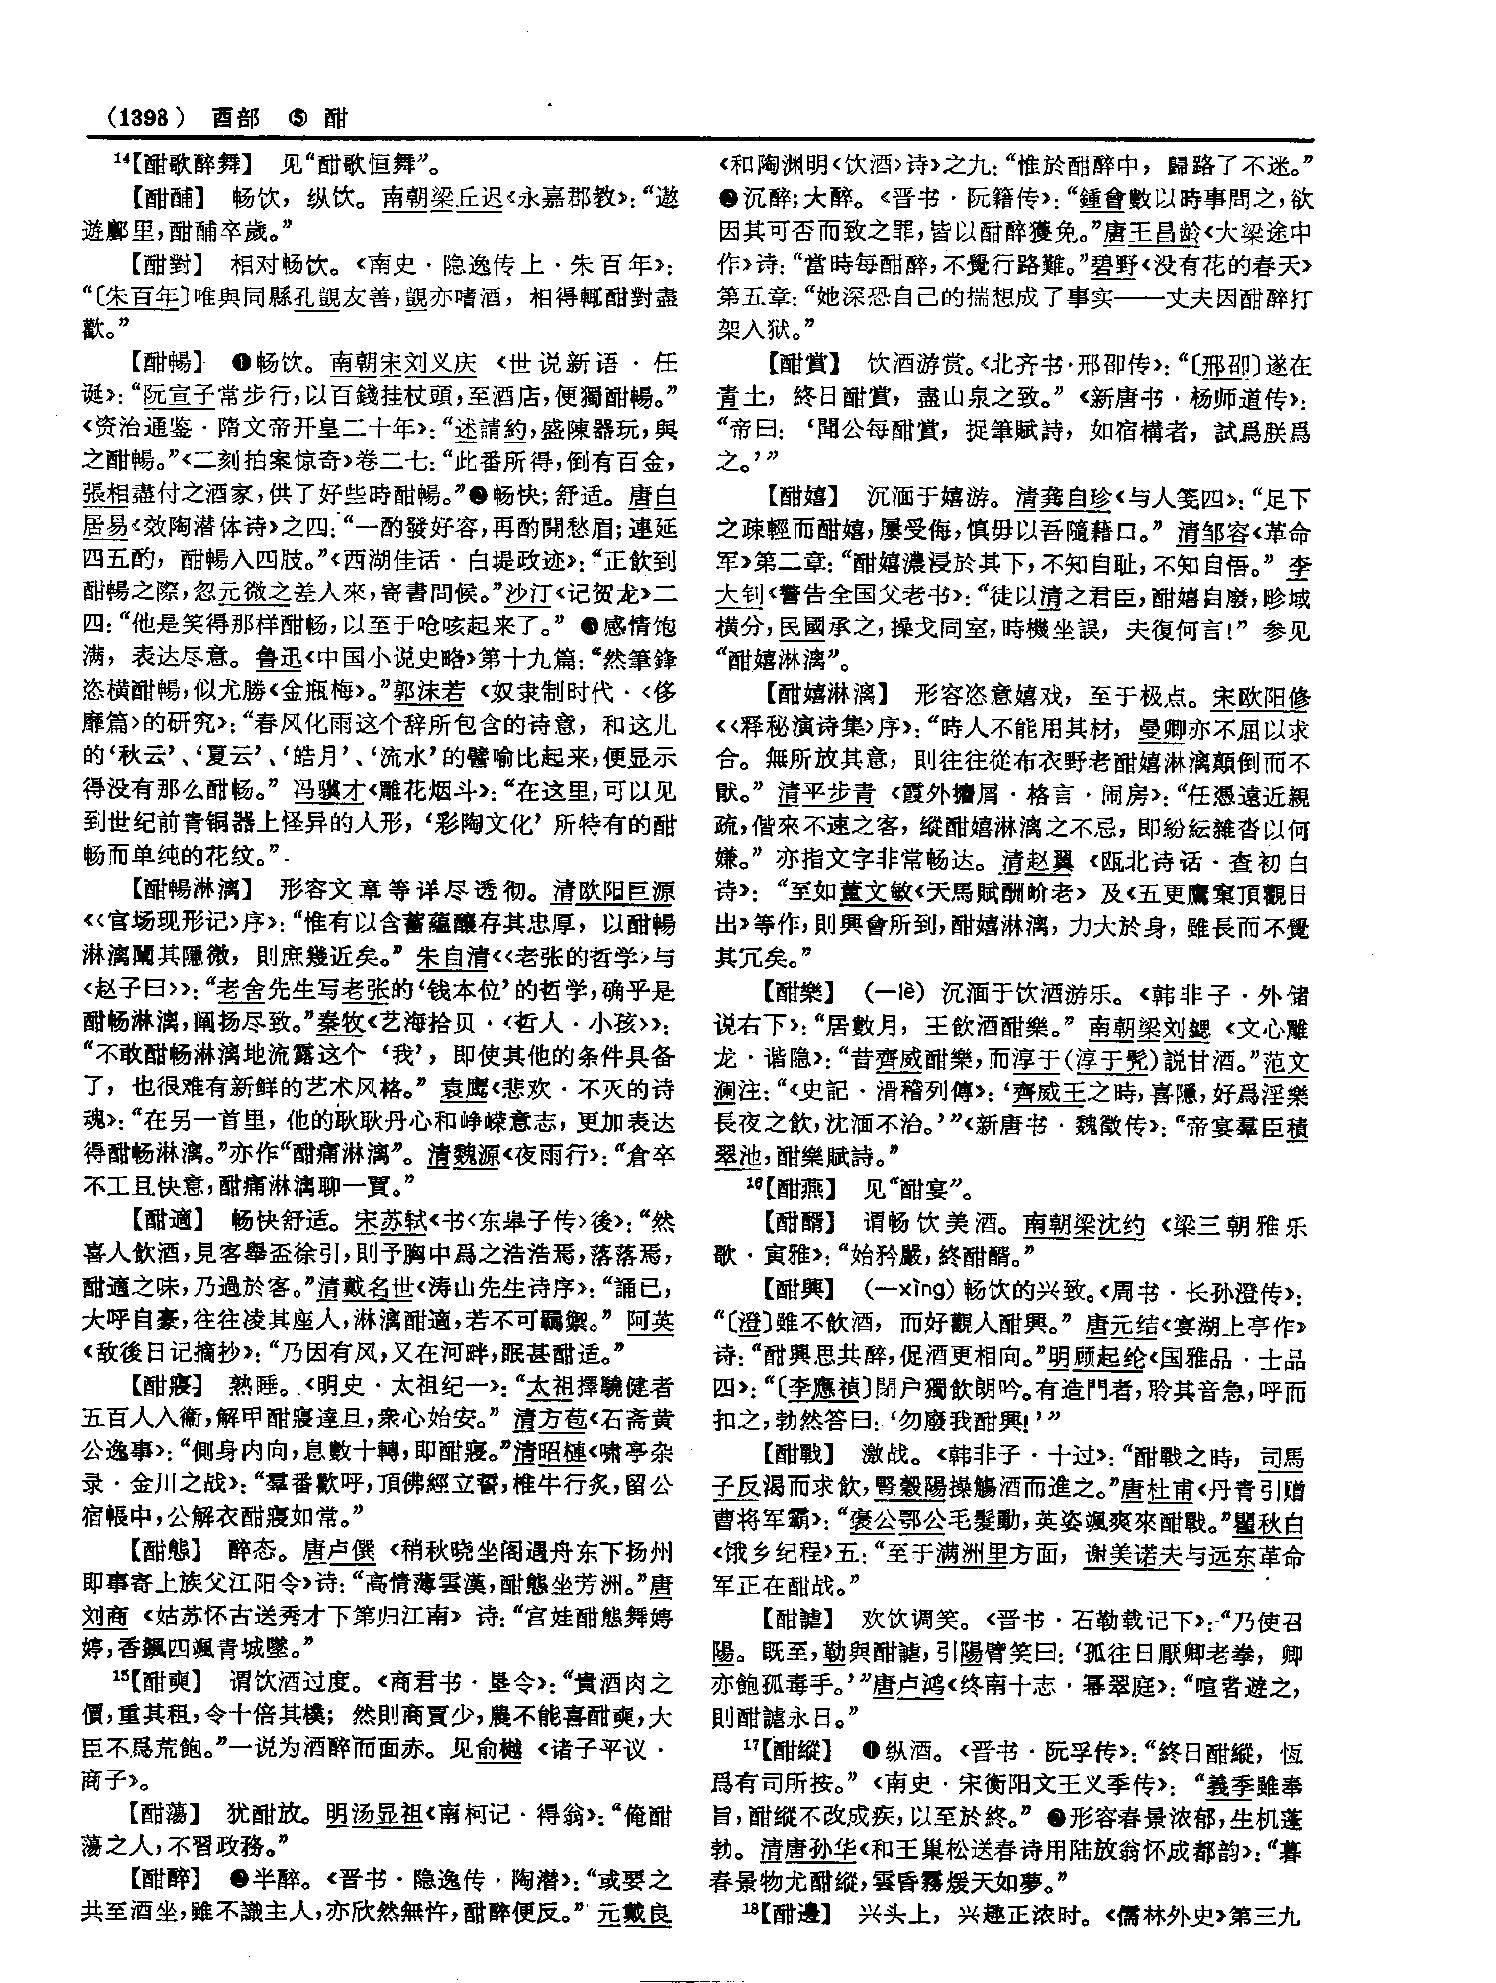 （1398） 酉部 ⑤ 酣
¹⁴【酣歌醉舞】 见“酣歌恒舞”。
【酣酺】 畅饮，纵饮。南朝梁丘迟《永嘉郡教》：“遨
遊鄽里，酣酺卒歲。”
【酣對】 相对畅饮。《南史·隐逸传上·朱百年》：
“〔朱百年〕唯與同縣孔覬友善，覬亦嗜酒，相得輒酣對盡
歡。”
【酣暢】 ❶畅饮。南朝宋刘义庆《世说新语·任
诞》：“阮宣子常步行，以百錢挂杖頭，至酒店，便獨酣暢。”
《资治通鉴·隋文帝开皇二十年》：“述請約，盛陳器玩，與
之酣暢。”《二刻拍案惊奇》卷二七：“此番所得，倒有百金，
張相盡付之酒家，供了好些時酣暢。”❷畅快；舒适。唐白
居易《效陶潜体诗》之四：“一酌發好容，再酌開愁眉；連延
四五酌，酣暢入四肢。”《西湖佳话·白堤政迹》：“正飲到
酣暢之際，忽元微之差人來，寄書問候。”沙汀《记贺龙》二
四：“他是笑得那样酣畅，以至于呛咳起来了。” ❸感情饱
满，表达尽意。鲁迅《中国小说史略》第十九篇：“然筆鋒
恣横酣暢，似尤勝《金瓶梅》。”郭沫若《奴隶制时代·〈侈
靡篇〉的研究》：“春风化雨这个辞所包含的诗意，和这儿
的‘秋云’、‘夏云’、‘皓月’、‘流水’的譬喻比起来，便显示
得没有那么酣畅。” 冯骥才《雕花烟斗》：“在这里，可以见
到世纪前青铜器上怪异的人形，‘彩陶文化’所特有的酣
畅而单纯的花纹。”
【酣暢淋漓】 形容文章等详尽透彻。清欧阳巨源
《〈官场现形记〉序》：“惟有以含蓄蘊釀存其忠厚，以酣暢
淋漓闡其隱微，則庶幾近矣。” 朱自清《〈老张的哲学〉与
〈赵子曰〉》：“老舍先生写老张的‘钱本位’的哲学，确乎是
酣畅淋漓，阐扬尽致。”秦牧《艺海拾贝·〈哲人·小孩〉》：
“不敢酣畅淋漓地流露这个‘我’，即使其他的条件具备
了，也很难有新鲜的艺术风格。” 袁鹰《悲欢·不灭的诗
魂》：“在另一首里，他的耿耿丹心和峥嵘意志，更加表达
得酣畅淋漓。”亦作“酣痛淋漓”。清魏源《夜雨行》：“倉卒
不工且快意，酣痛淋漓聊一賈。”
【酣適】 畅快舒适。宋苏轼《书〈东皋子传〉後》：“然
喜人飲酒，見客舉盃徐引，則予胸中爲之浩浩焉，落落焉，
酣適之味，乃過於客。”清戴名世《涛山先生诗序》：“誦已，
大呼自豪，往往凌其座人，淋漓酣適，若不可羈禦。” 阿英
《敌後日记摘抄》：“乃因有风，又在河畔，眠甚酣适。”
【酣寢】 熟睡。《明史·太祖纪一》：“太祖擇驍健者
五百人入衞，解甲酣寢達旦，衆心始安。” 清方苞《石斋黄
公逸事》：“側身内向，息數十轉，即酣寢。”清昭槤《啸亭杂
录·金川之战》：“羣番歡呼，頂佛經立誓，椎牛行炙，留公
宿帳中，公解衣酣寢如常。”
【酣態】 醉态。唐卢僎《稍秋晓坐阁遇舟东下扬州
即事寄上族父江阳令》诗：“高情薄雲漢，酣態坐芳洲。”唐
刘商《姑苏怀古送秀才下第归江南》诗：“宫娃酣態舞娉
婷，香飆四颯青城墜。”
¹⁵【酣奭】 谓饮酒过度。《商君书·垦令》：“貴酒肉之
價，重其租，令十倍其樸；然則商賈少，農不能喜酣奭，大
臣不爲荒飽。”一说为酒醉而面赤。见俞樾《诸子平议·
商子》。
【酣蕩】 犹酣放。明汤显祖《南柯记·得翁》：“俺酣
蕩之人，不習政務。”
【酣醉】 ❶半醉。《晋书·隐逸传·陶潜》：“或要之
共至酒坐，雖不識主人，亦欣然無忤，酣醉便反。” 元戴良
《和陶渊明〈饮酒〉诗》之九：“惟於酣醉中，歸路了不迷。”
❷沉醉；大醉。《晋书·阮籍传》：“鍾會數以時事問之，欲
因其可否而致之罪，皆以酣醉獲免。”唐王昌龄《大梁途中
作》诗：“當時每酣醉，不覺行路難。”碧野《没有花的春天》
第五章：“她深恐自己的揣想成了事实——丈夫因酣醉打
架入狱。”
【酣賞】 饮酒游赏。《北齐书·邢卲传》：“〔邢卲〕遂在
青土，終日酣賞，盡山泉之致。”《新唐书·杨师道传》：
“帝曰：‘聞公每酣賞，捉筆賦詩，如宿構者，試爲朕爲
之。’”
【酣嬉】 沉湎于嬉游。清龚自珍《与人笺四》：“足下
之疎輕而酣嬉，屢受侮，慎毋以吾隨藉口。” 清邹容《革命
军》第二章：“酣嬉濃浸於其下，不知自耻，不知自悟。” 李
大钊《警告全国父老书》：“徒以清之君臣，酣嬉自廢，畛域
横分，民國承之，操戈同室，時機坐誤，夫復何言！” 参见
“酣嬉淋漓”。
【酣嬉淋漓】 形容恣意嬉戏，至于极点。宋欧阳修
《〈释秘演诗集〉序》：“時人不能用其材，曼卿亦不屈以求
合。無所放其意，則往往從布衣野老酣嬉淋漓顛倒而不
猒。” 清平步青《霞外攟屑·格言·闹房》：“任憑遠近親
疏，偕來不速之客，縱酣嬉淋漓之不忌，即紛紜雜沓以何
嫌。” 亦指文字非常畅达。清赵翼《瓯北诗话·查初白
诗》：“至如董文敏《天馬賦酬岕老》及《五更鷹窠頂觀日
出》等作，則興會所到，酣嬉淋漓，力大於身，雖長而不覺
其冗矣。”
【酣樂】 （—lè）沉湎于饮酒游乐。《韩非子·外储
说右下》：“居數月，王飲酒酣樂。” 南朝梁刘勰《文心雕
龙·谐隐》：“昔齊威酣樂，而淳于（淳于髡）説甘酒。”范文
澜注：“《史記·滑稽列傳》：‘齊威王之時，喜隱，好爲淫樂
長夜之飲，沈湎不治。’”《新唐书·魏徵传》：“帝宴羣臣積
翠池，酣樂賦詩。”
¹⁶【酣燕】 见“酣宴”。
【酣醑】 谓畅饮美酒。南朝梁沈约《梁三朝雅乐
歌·寅雅》：“始矜嚴，終酣醑。”
【酣興】 （—xìng）畅饮的兴致。《周书·长孙澄传》：
“〔澄〕雖不飲酒，而好觀人酣興。” 唐元结《宴湖上亭作》
诗：“酣興思共醉，促酒更相向。”明顾起纶《国雅品·士品
四》：“〔李應禎〕閉户獨飲朗吟。有造門者，聆其音急，呼而
扣之，勃然答曰：‘勿廢我酣興！’”
【酣戰】 激战。《韩非子·十过》：“酣戰之時，司馬
子反渴而求飲，豎穀陽操觴酒而進之。”唐杜甫《丹青引赠
曹将军霸》：“褒公鄂公毛髮動，英姿颯爽來酣戰。”瞿秋白
《饿乡纪程》五：“至于满洲里方面，谢美诺夫与远东革命
军正在酣战。”
【酣謔】 欢饮调笑。《晋书·石勒载记下》：“乃使召
陽。既至，勒與酣謔，引陽臂笑曰：‘孤往日厭卿老拳，卿
亦飽孤毒手。’”唐卢鸿《终南十志·幂翠庭》：“喧者遊之，
則酣謔永日。”
¹⁷【酣縱】 ❶纵酒。《晋书·阮孚传》：“終日酣縱，恆
爲有司所按。”《南史·宋衡阳文王义季传》：“義季雖奉
旨，酣縱不改成疾，以至於終。” ❷形容春景浓郁，生机蓬
勃。清唐孙华《和王巢松送春诗用陆放翁怀成都韵》：“暮
春景物尤酣縱，雲昏霧煖天如夢。”
¹⁸【酣邊】 兴头上，兴趣正浓时。《儒林外史》第三九